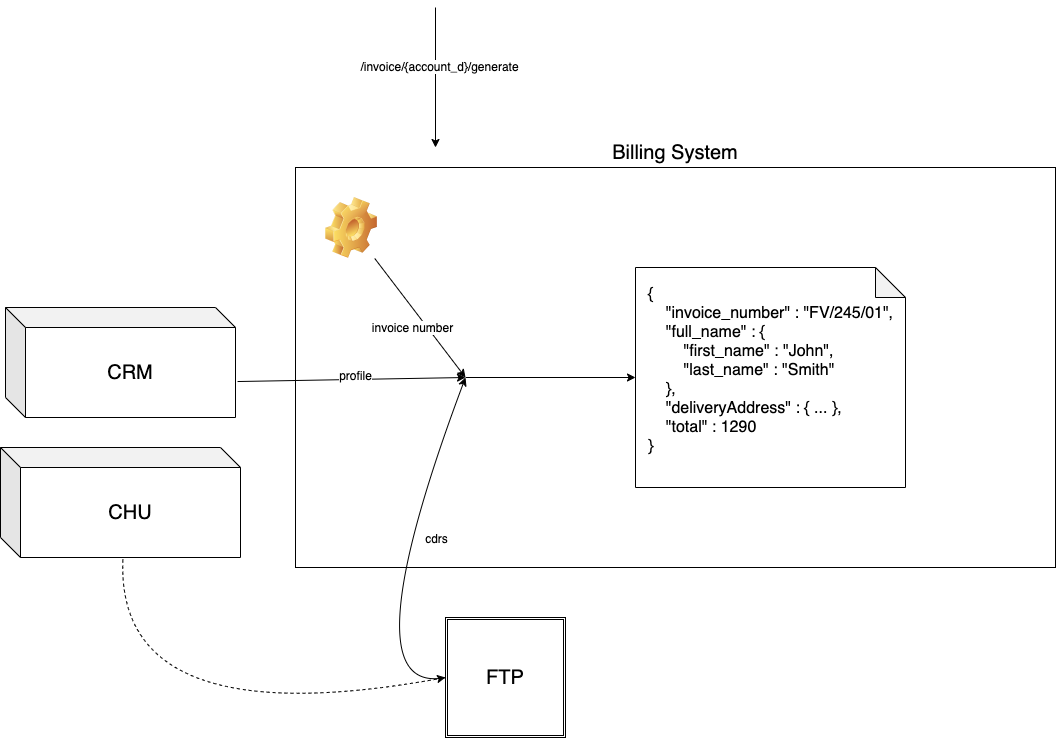 /invoice/{account_d}/generate
Billing System
invoice number
CRM
profile
CHU
cdrs
FTP
{
"invoice_number" : "FV/245/01",
"full_name" : {
"first_name" : "John",
"last_name" : "Smith"
},
"deliveryAddress" : { ... },
"total" : 1290
}